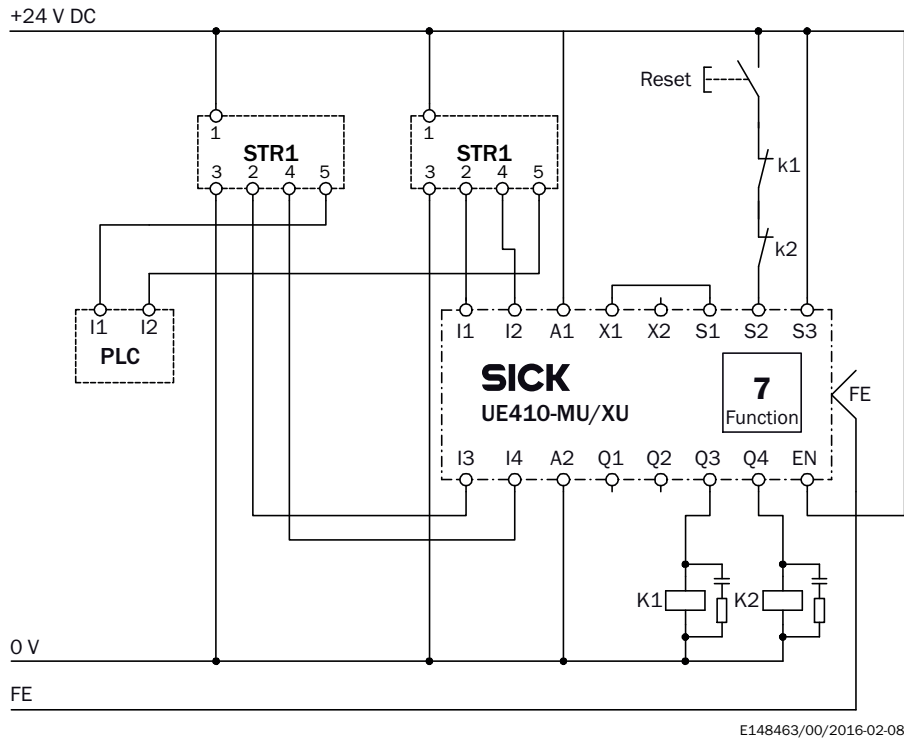 +24 V DC
Reset
1 1
STR1 STR1
3 2 4 5 3 2 4 5
k1
k2
I1 I2 I1 I2 A1 X1 X2 S1 S2 S3
PLC
SICK
UE410-MU/XU
7
Function
FE
I3 I4 A2 Q1 Q2 Q3 Q4 EN
K1 K2
0 V
FE
E148463/00/2016-02-08